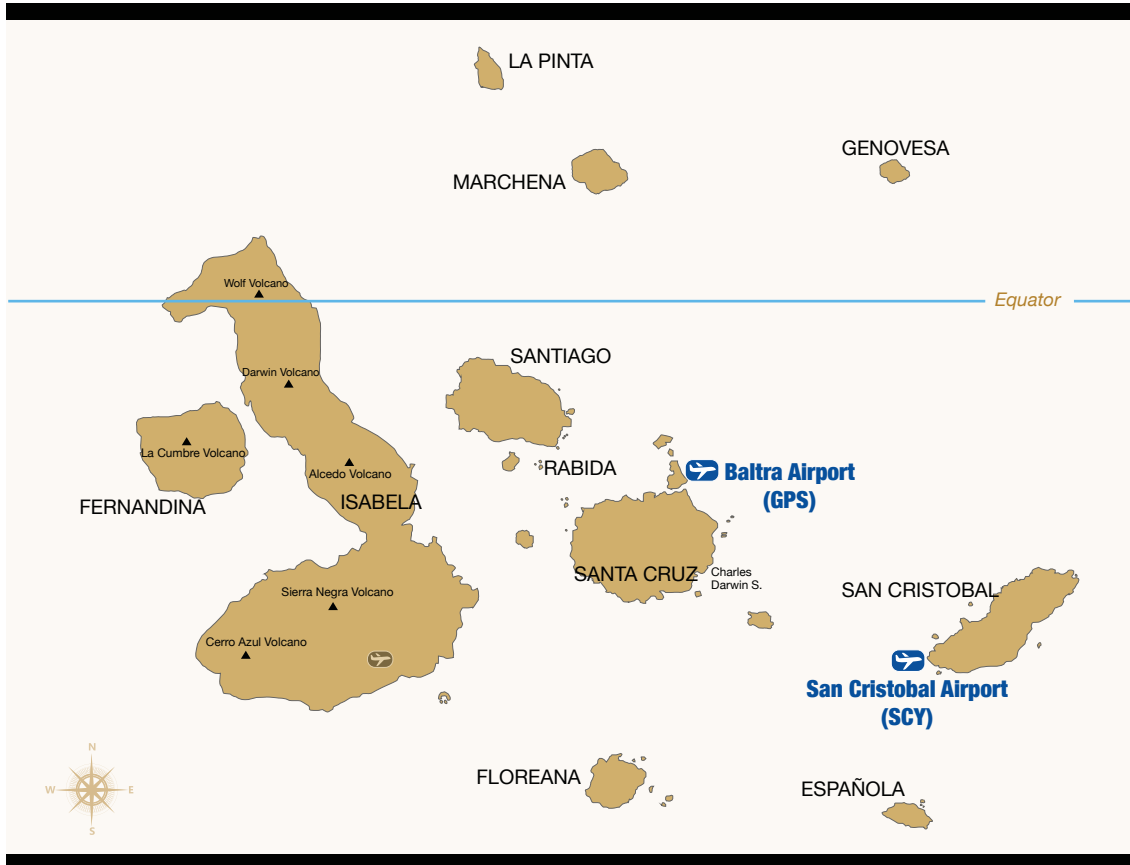 LA PINTA
GENOVESA
MARCHENA
Wolf Volcano
Equator
SANTIAGO
Darwin Volcano
La Cumbre Volcano
Alcedo Volcano
RABIDA
Baltra Airport
(GPS)
ISABELA
FERNANDINA
SANTA CRUZ
Charles
Darwin S.
Sierra Negra Volcano
SAN CRISTOBAL
Cerro Azul Volcano
San Cristobal Airport
(SCY)
N
W
E
S
FLOREANA
ESPAÑOLA